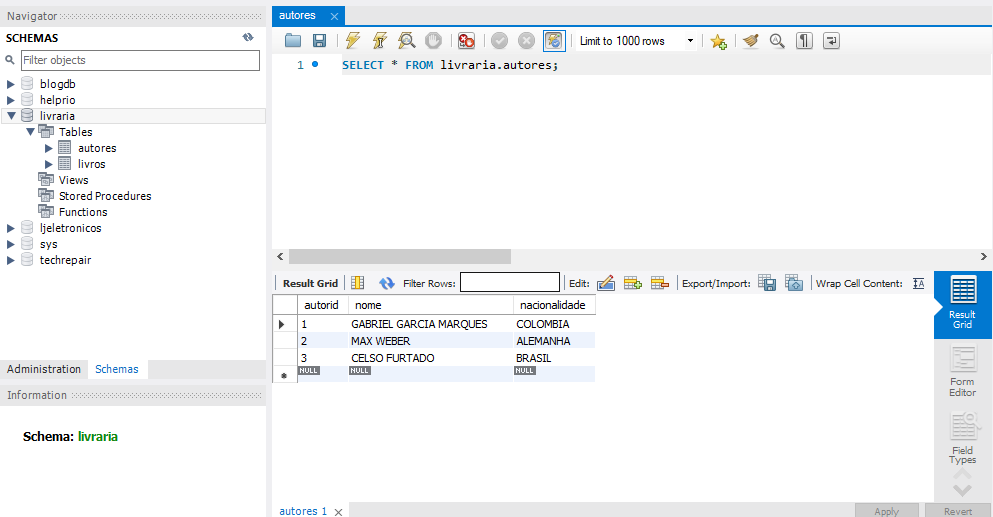 Navigator
SCHEMAS
Filter objects
blogdb
helprio
livraria
Tables
autores
livros
Views
Stored Procedures
Functions
ljeletronicos
sys
techrepair
Administration Schemas
Information
Schema: livraria
autores
Limit to 1000 rows
1 SELECT * FROM livraria.autores;
Result Grid Filter Rows: Edit: Export/Import: Wrap Cell Content: IA
autorid nome nacionalidade
1 GABRIEL GARCIA MARQUES COLOMBIA
2 MAX WEBER ALEMANHA
3 CELSO FURTADO BRASIL
NULL NULL NULL
Result
Grid
Form
Editor
Field
Types
autores 1
Apply Revert